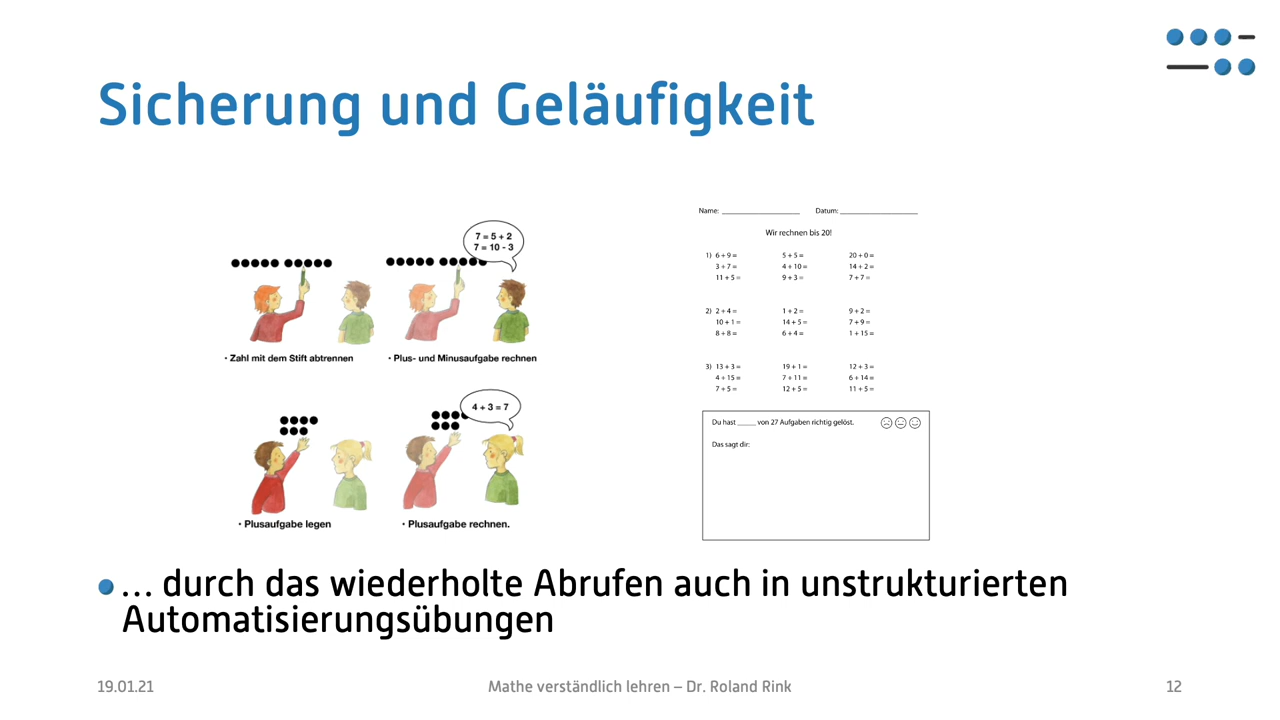 Sicherung und Geläufigkeit
7 = 5 + 2
7 = 10 - 3
• Zahl mit dem Stift abtrennen
• Plus- und Minusaufgabe rechnen
4 + 3 = 7
• Plusaufgabe legen
• Plusaufgabe rechnen.
Name: ____________ Datum: ____________
Wir rechnen bis 20!
1) 6 + 9 = 5 + 5 = 20 + 0 =
3 + 7 = 4 + 10 = 14 + 2 =
11 + 5 = 9 + 3 = 7 + 7 =
2) 2 + 4 = 1 + 2 = 9 + 2 =
10 + 1 = 14 + 5 = 7 + 9 =
8 + 8 = 6 + 4 = 1 + 15 =
3) 13 + 3 = 19 + 1 = 12 + 3 =
4 + 15 = 7 + 11 = 6 + 14 =
7 + 5 = 12 + 5 = 11 + 5 =
Du hast _____ von 27 Aufgaben richtig gelöst.
Das sagt dir:
... durch das wiederholte Abrufen auch in unstrukturierten
Automatisierungsübungen
19.01.21
Mathe verständlich lehren – Dr. Roland Rink
12